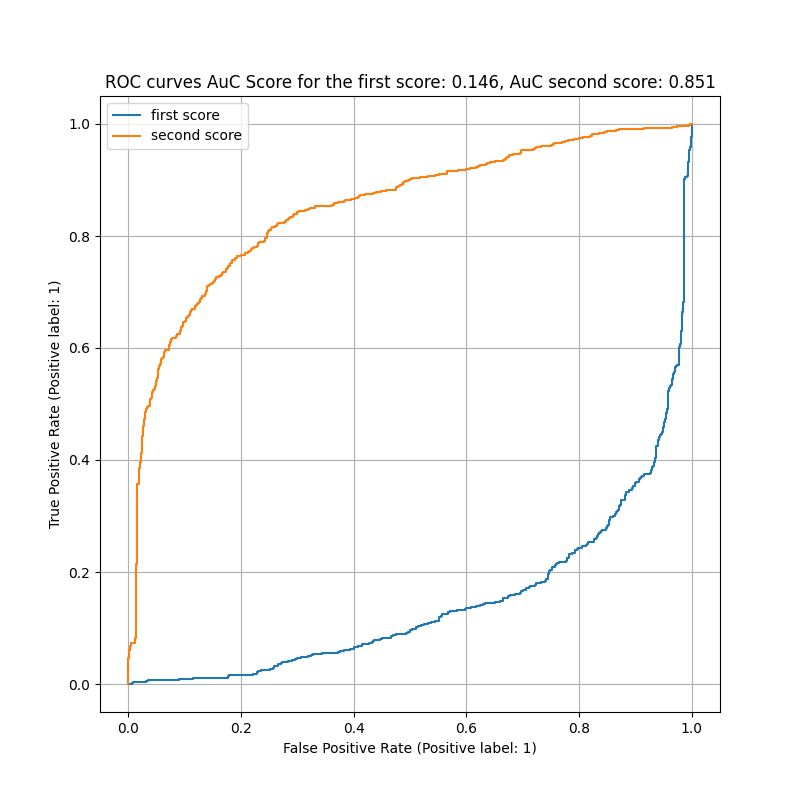 ROC curves AuC Score for the first score: 0.146, AuC second score: 0.851
first score
second score
1.0
0.8
0.6
0.4
0.2
0.0
True Positive Rate (Positive label: 1)
0.0 0.2 0.4 0.6 0.8 1.0
False Positive Rate (Positive label: 1)